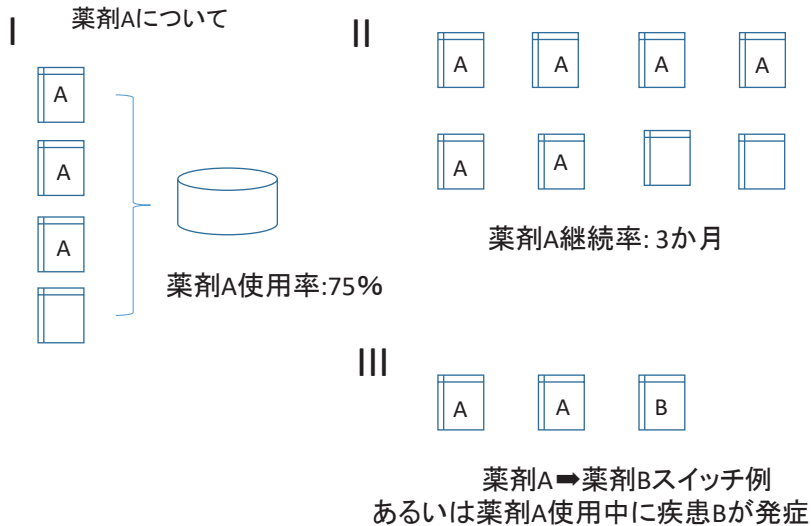 I
薬剤Aについて
A
A
A
薬剤A使用率:75%
II
A A A A
A A
薬剤A継続率: 3か月
III
A A B
薬剤A➡薬剤Bスイッチ例
あるいは薬剤A使用中に疾患Bが発症